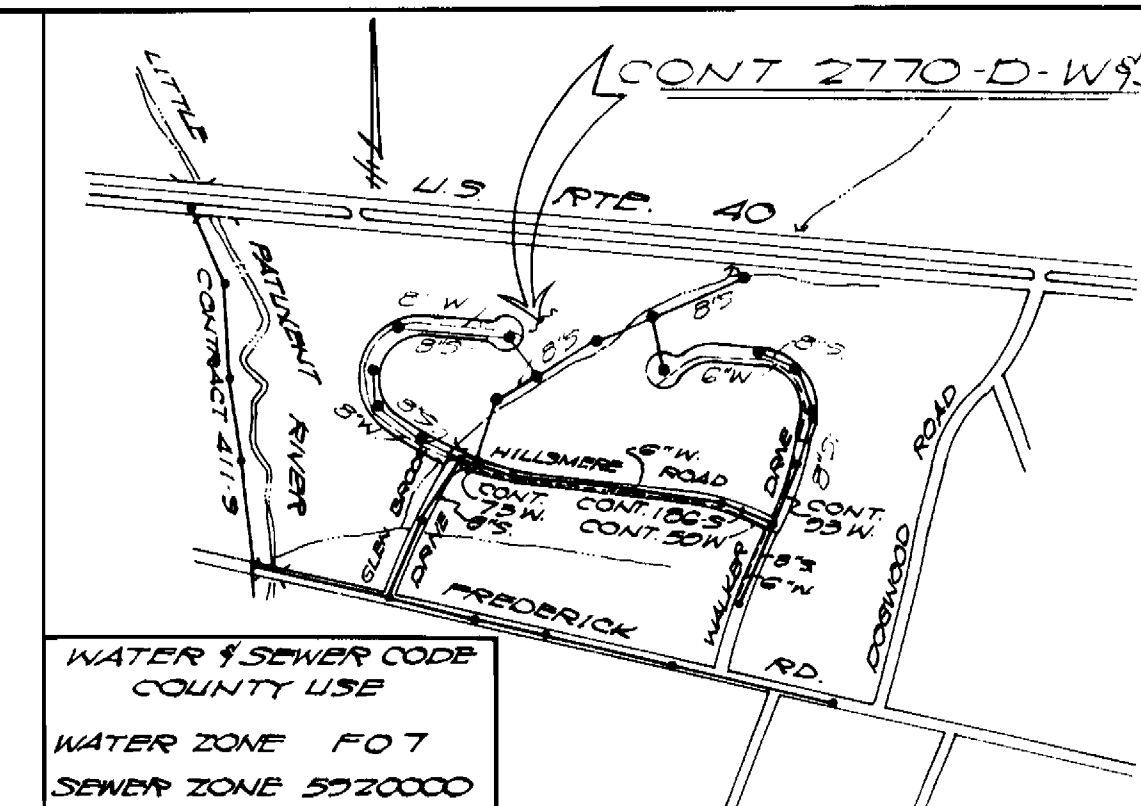 CONT 2770-D-W&S
LITTLE
PATUXENT
RIVER
U.S. RTE. 40
CONTRACT 411-S
8"W
8"S
8"S.
8"S
8"W
8"S
6"W
8"S.
8"S.
HILLSMERE ROAD
6"W.
CONT.
73 W.
8"S.
CONT. 186-S
CONT. 50W
CONT.
93 W.
GLEN BROOK
DRIVE
WALKER
DRIVE
8"S
6"W
DOGWOOD
ROAD
FREDERICK
RD.
WATER & SEWER CODE
COUNTY USE
WATER ZONE F07
SEWER ZONE 5920000